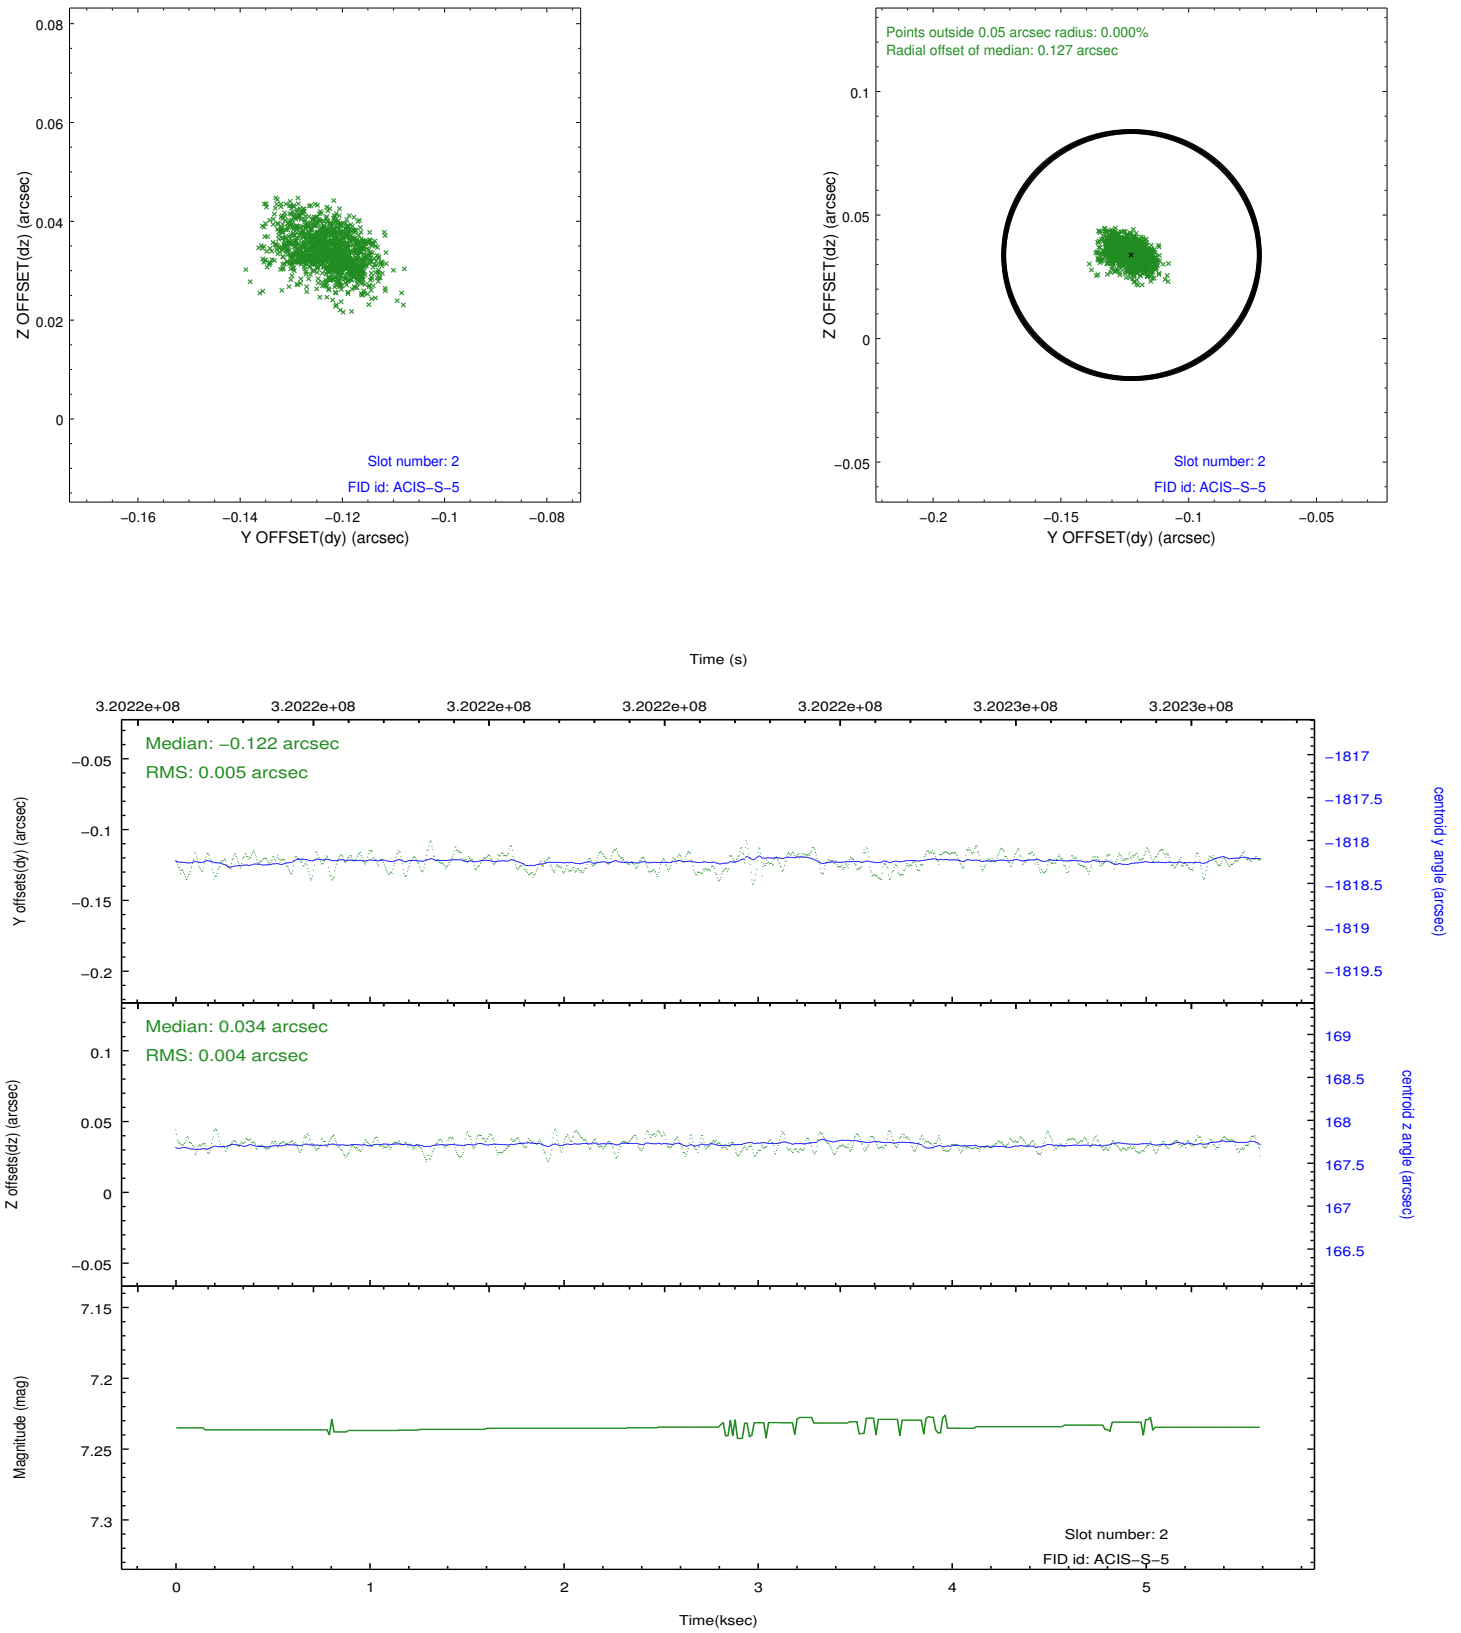 0.08
0.06
0.04
0.02
0
Z OFFSET(dz) (arcsec)
Slot number: 2
FID id: ACIS−S−5
−0.16 −0.14 −0.12 −0.1 −0.08
Y OFFSET(dy) (arcsec)
Points outside 0.05 arcsec radius: 0.000%
Radial offset of median: 0.127 arcsec
0.1
0.05
0
−0.05
Z OFFSET(dz) (arcsec)
Slot number: 2
FID id: ACIS−S−5
−0.2 −0.15 −0.1 −0.05
Y OFFSET(dy) (arcsec)
Time (s)
3.2022e+08 3.2022e+08 3.2022e+08 3.2022e+08 3.2022e+08 3.2023e+08 3.2023e+08
Median: −0.122 arcsec
RMS: 0.005 arcsec
−0.05
−0.1
−0.15
−0.2
Y offsets(dy) (arcsec)
−1817
−1817.5
−1818
−1818.5
−1819
−1819.5
centroid y angle (arcsec)
Median: 0.034 arcsec
RMS: 0.004 arcsec
0.1
0.05
0
−0.05
Z offsets(dz) (arcsec)
169
168.5
168
167.5
167
166.5
centroid z angle (arcsec)
7.15
7.2
7.25
7.3
Magnitude (mag)
Slot number: 2
FID id: ACIS−S−5
0 1 2 3 4 5
Time(ksec)